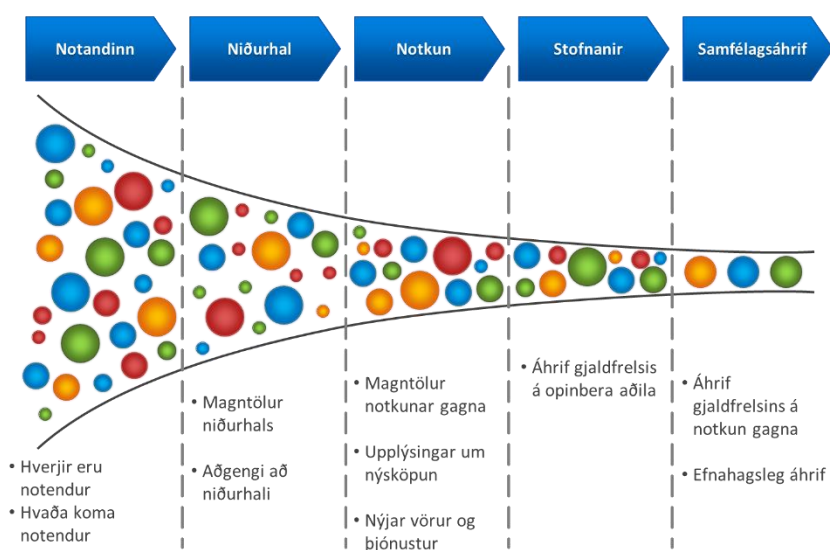 Notandinn
Niðurhal
Notkun
Stofnanir
Samfélagsáhrif
• Hverjir eru
notendur
• Hvaða koma
notendur
• Magntölur
niðurhals
• Aðgengi að
niðurhali
• Magntölur
notkunar gagna
• Upplýsingar um
nýsköpun
• Nýjar vörur og
þjónustur
• Áhrif gjaldfrelsis
á opinbera aðila
• Áhrif
gjaldfrelsins á
notkun gagna
• Efnahagsleg áhrif